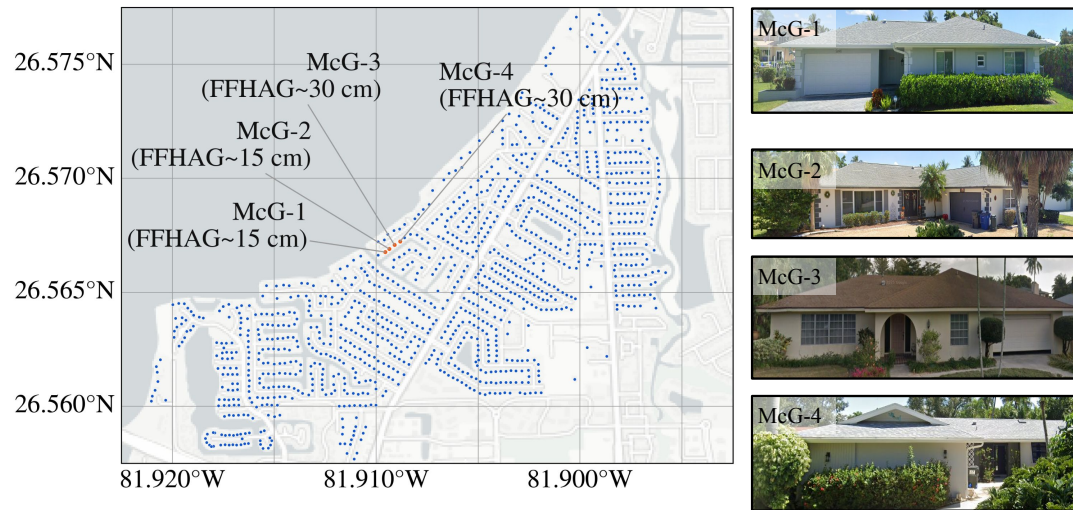 26.575°N
26.570°N
26.565°N
26.560°N
81.920°W
81.910°W
81.900°W
McG-3
(FFHAG~30 cm)
McG-4
(FFHAG~30 cm)
McG-2
(FFHAG~15 cm)
McG-1
(FFHAG~15 cm)
McG-1
McG-2
McG-3
McG-4